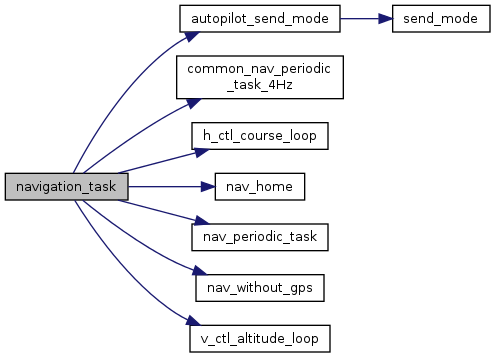 autopilot_send_mode
send_mode
common_nav_periodic
_task_4Hz
h_ctl_course_loop
navigation_task
nav_home
nav_periodic_task
nav_without_gps
v_ctl_altitude_loop